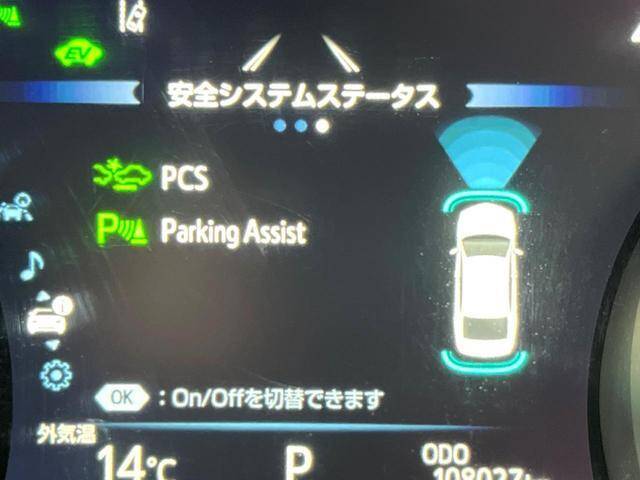 EV
安全システムステータス
PCS
P Parking Assist
OK : On/Offを切替できます
外気温
14℃ P ODO
108027